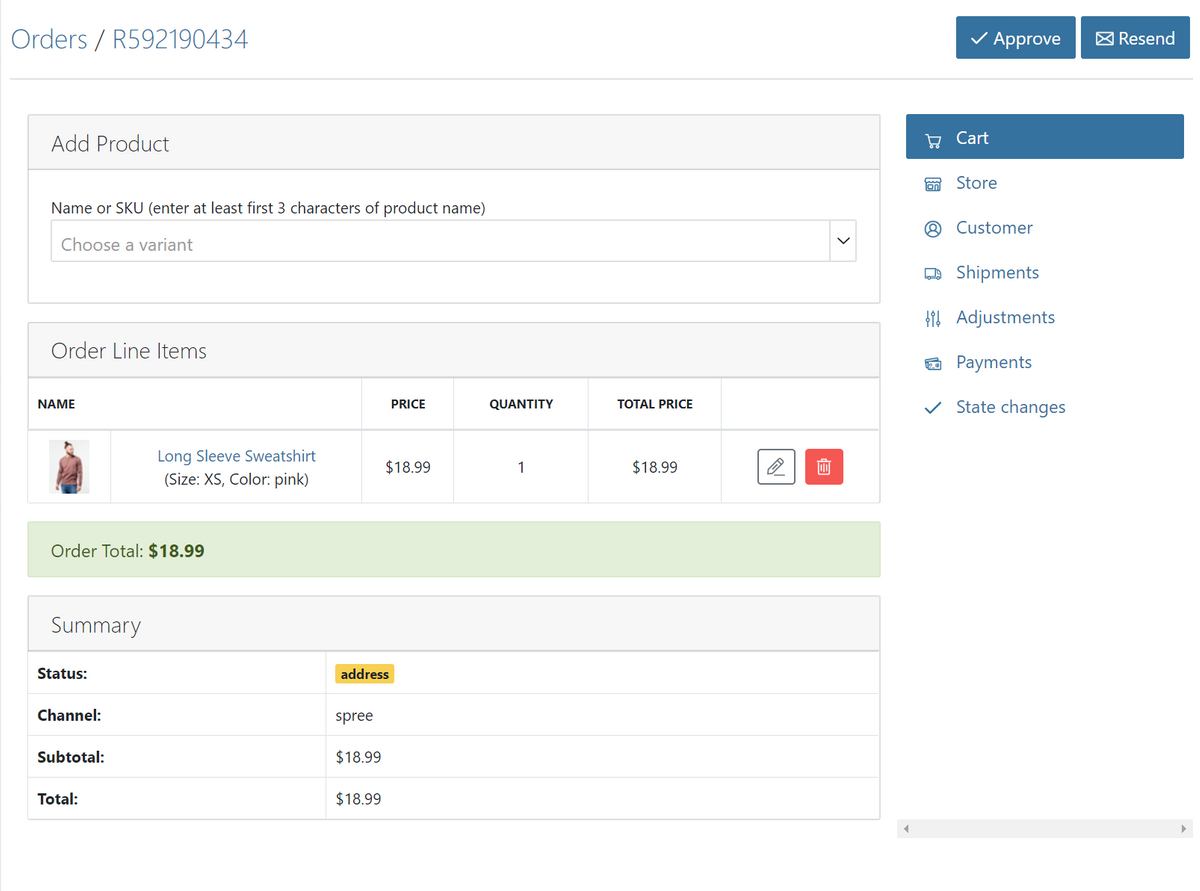 Orders / R592190434
Approve
Resend
Add Product
Name or SKU (enter at least first 3 characters of product name)
Choose a variant
Order Line Items
NAME PRICE QUANTITY TOTAL PRICE
Long Sleeve Sweatshirt
(Size: XS, Color: pink)
$18.99 1 $18.99
Order Total: $18.99
Summary
Status: address
Channel: spree
Subtotal: $18.99
Total: $18.99
Cart
Store
Customer
Shipments
Adjustments
Payments
State changes